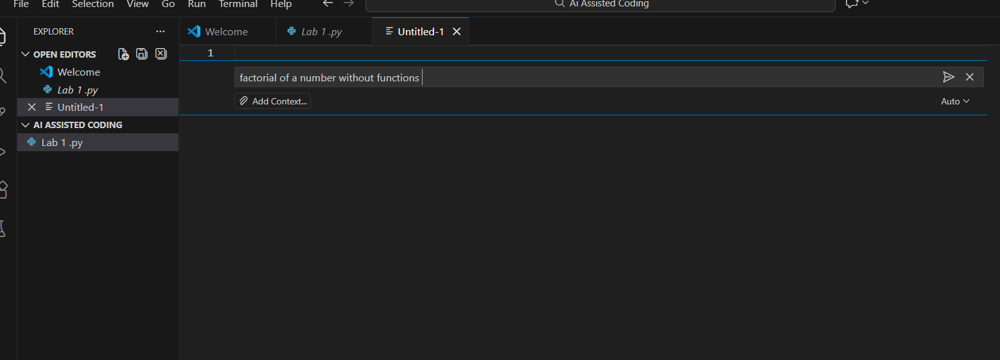 File Edit Selection View Go Run Terminal Help
Ai Assisted Coding
EXPLORER
OPEN EDITORS
Welcome
Lab 1 .py
Untitled-1
AI ASSISTED CODING
Lab 1 .py
Welcome Lab 1 .py Untitled-1
1
factorial of a number without functions
Add Context...
Auto